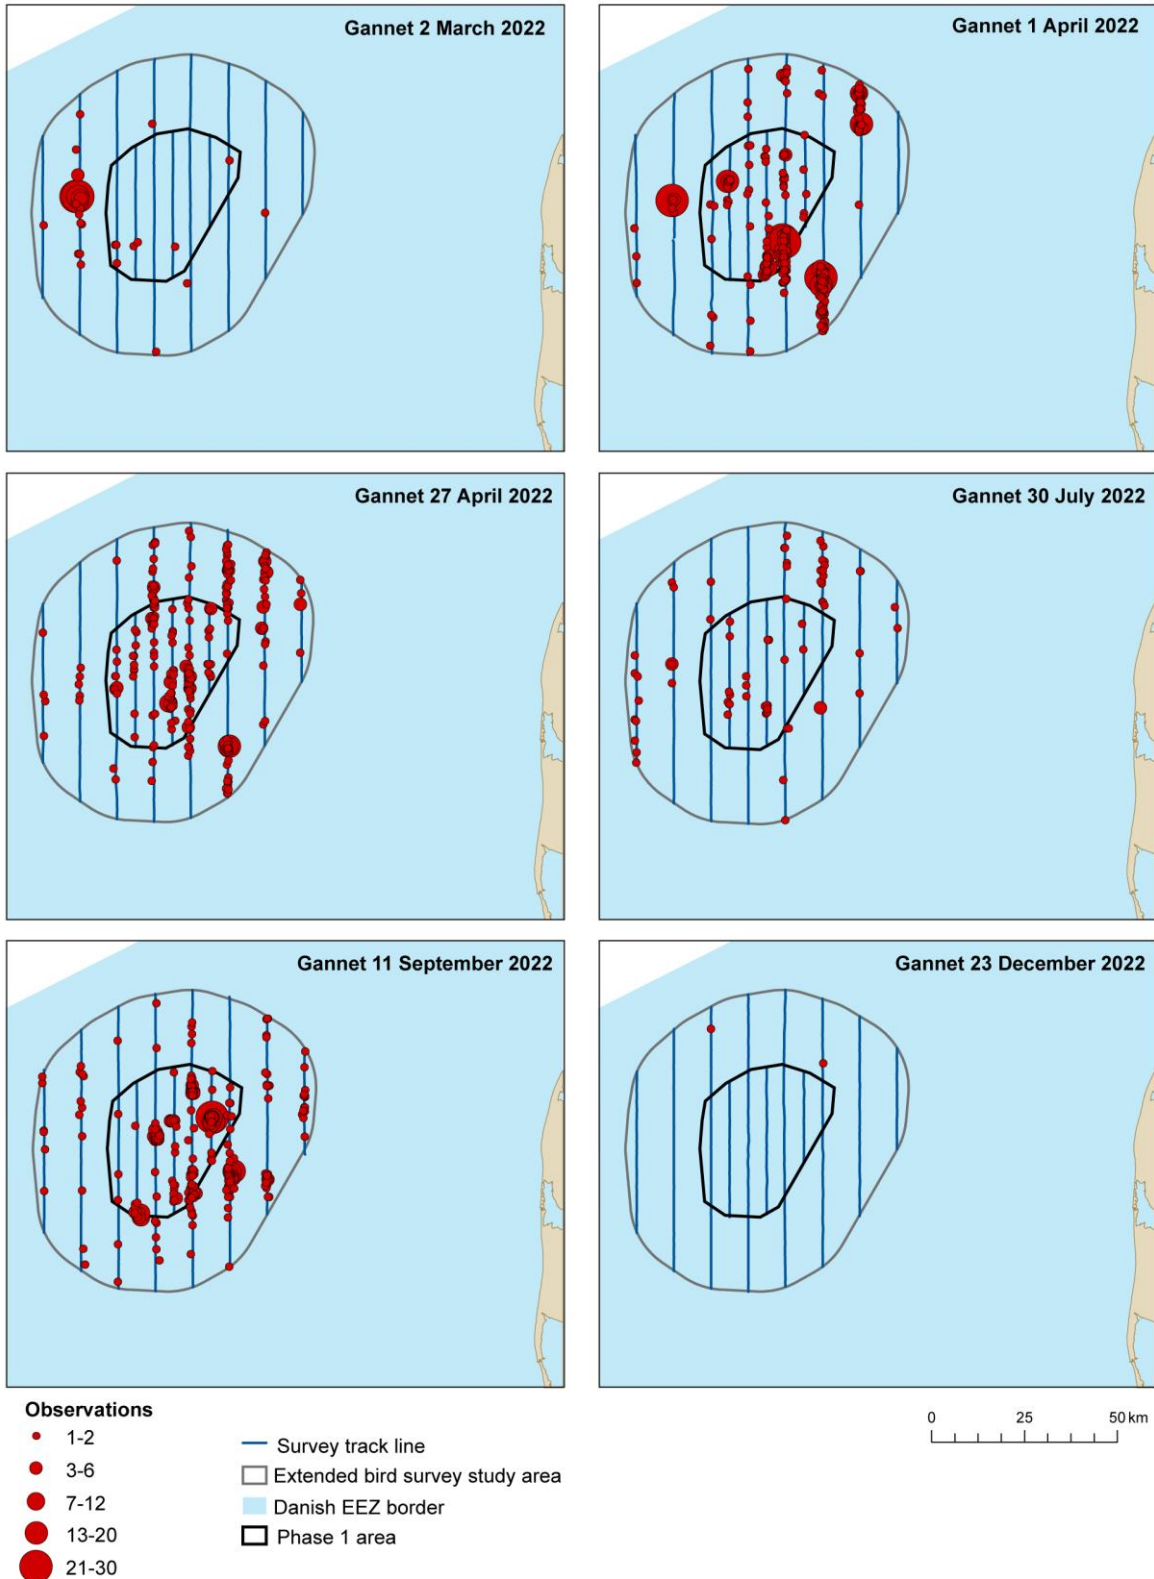 Gannet 2 March 2022
Gannet 1 April 2022
Gannet 27 April 2022
Gannet 30 July 2022
Gannet 11 September 2022
Gannet 23 December 2022
Observations
1-2
3-6
7-12
13-20
21-30
Survey track line
Extended bird survey study area
Danish EEZ border
Phase 1 area
0 25 50 km